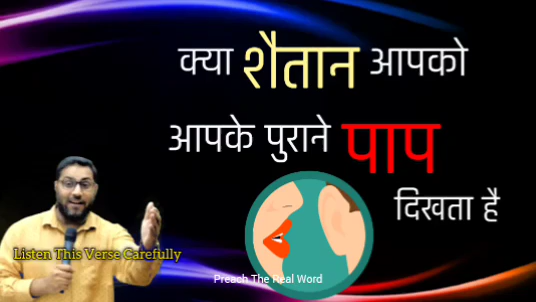 क्या शैतान आपको
आपके पुराने पाप
दिखता है
Listen This Verse Carefully
Preach The Real Word